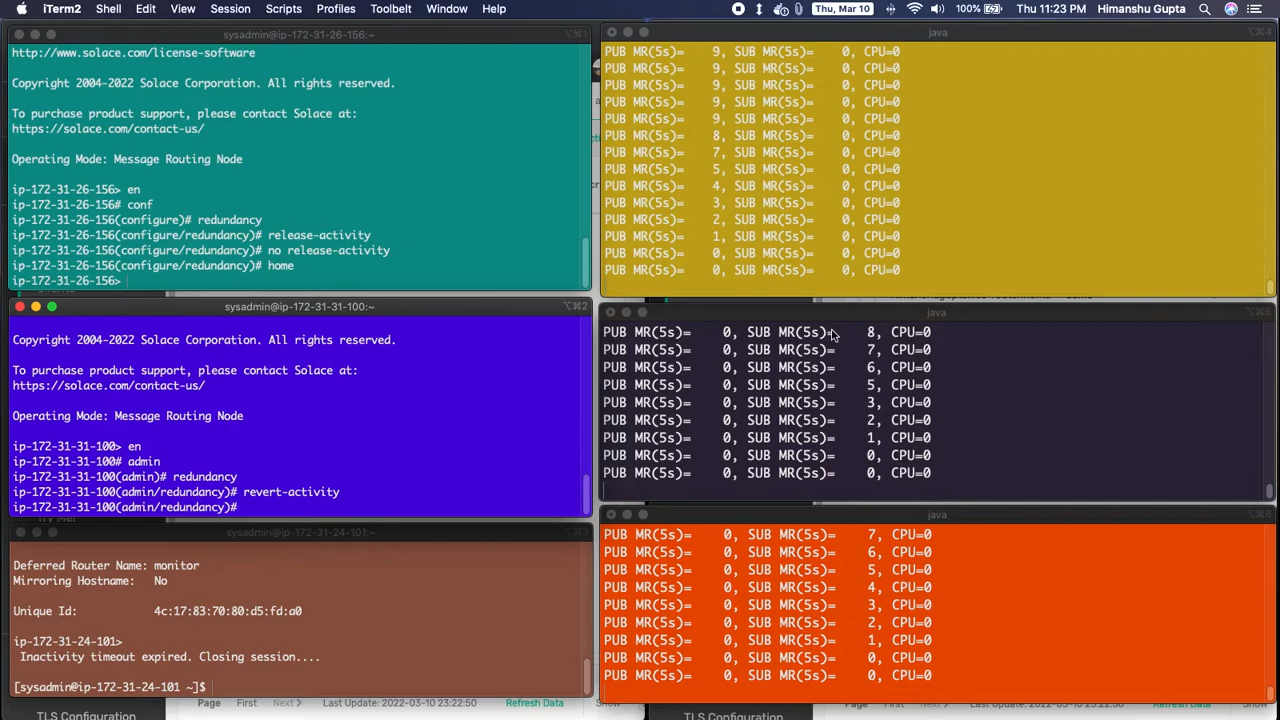 iTerm2 Shell Session Scripts Profiles Toolbelt Window Help Thu, Mar 10 100% Thu 11:23 PM Himanshu Gupta
sysadmin@ip-172-31-26-156:~ ⌥⌘1
http://www.solace.com/license-software
Copyright 2004-2022 Solace Corporation. All rights reserved.
To purchase product support, please contact Solace at:
https://solace.com/contact-us/
Operating Mode: Message Routing Node
ip-172-31-26-156> en
ip-172-31-26-156# conf
ip-172-31-26-156(configure)# redundancy
ip-172-31-26-156(configure/redundancy)# release-activity
ip-172-31-26-156(configure/redundancy)# no release-activity
ip-172-31-26-156(configure/redundancy)# home
ip-172-31-26-156>
sysadmin@ip-172-31-31-100:~ ⌥⌘2
Copyright 2004-2022 Solace Corporation. All rights reserved.
To purchase product support, please contact Solace at:
https://solace.com/contact-us/
Operating Mode: Message Routing Node
ip-172-31-31-100> en
ip-172-31-31-100# admin
ip-172-31-31-100(admin)# redundancy
ip-172-31-31-100(admin/redundancy)# revert-activity
ip-172-31-31-100(admin/redundancy)#
sysadmin@ip-172-31-24-101:~ ⌥⌘3
Deferred Router Name: monitor
Mirroring Hostname: No
Unique Id: 4c:17:83:70:80:d5:fd:a0
ip-172-31-24-101>
Inactivity timeout expired. Closing session....
[sysadmin@ip-172-31-24-101 ~]$
java ⌥⌘4
PUB MR(5s)= 9, SUB MR(5s)= 0, CPU=0
PUB MR(5s)= 9, SUB MR(5s)= 0, CPU=0
PUB MR(5s)= 9, SUB MR(5s)= 0, CPU=0
PUB MR(5s)= 9, SUB MR(5s)= 0, CPU=0
PUB MR(5s)= 9, SUB MR(5s)= 0, CPU=0
PUB MR(5s)= 8, SUB MR(5s)= 0, CPU=0
PUB MR(5s)= 7, SUB MR(5s)= 0, CPU=0
PUB MR(5s)= 5, SUB MR(5s)= 0, CPU=0
PUB MR(5s)= 4, SUB MR(5s)= 0, CPU=0
PUB MR(5s)= 3, SUB MR(5s)= 0, CPU=0
PUB MR(5s)= 2, SUB MR(5s)= 0, CPU=0
PUB MR(5s)= 1, SUB MR(5s)= 0, CPU=0
PUB MR(5s)= 0, SUB MR(5s)= 0, CPU=0
PUB MR(5s)= 0, SUB MR(5s)= 0, CPU=0
java ⌥⌘5
PUB MR(5s)= 0, SUB MR(5s)= 8, CPU=0
PUB MR(5s)= 0, SUB MR(5s)= 7, CPU=0
PUB MR(5s)= 0, SUB MR(5s)= 6, CPU=0
PUB MR(5s)= 0, SUB MR(5s)= 5, CPU=0
PUB MR(5s)= 0, SUB MR(5s)= 3, CPU=0
PUB MR(5s)= 0, SUB MR(5s)= 2, CPU=0
PUB MR(5s)= 0, SUB MR(5s)= 1, CPU=0
PUB MR(5s)= 0, SUB MR(5s)= 0, CPU=0
PUB MR(5s)= 0, SUB MR(5s)= 0, CPU=0
java ⌥⌘6
PUB MR(5s)= 0, SUB MR(5s)= 7, CPU=0
PUB MR(5s)= 0, SUB MR(5s)= 6, CPU=0
PUB MR(5s)= 0, SUB MR(5s)= 5, CPU=0
PUB MR(5s)= 0, SUB MR(5s)= 4, CPU=0
PUB MR(5s)= 0, SUB MR(5s)= 3, CPU=0
PUB MR(5s)= 0, SUB MR(5s)= 2, CPU=0
PUB MR(5s)= 0, SUB MR(5s)= 1, CPU=0
PUB MR(5s)= 0, SUB MR(5s)= 0, CPU=0
PUB MR(5s)= 0, SUB MR(5s)= 0, CPU=0
Page First Next > Last Update: 2022-03-10 23:22:50 Refresh Data Show
Page First Next > Last Update: 2022-03-10 23:22:50 Refresh Data Show
TLS Configuration
TLS Configuration